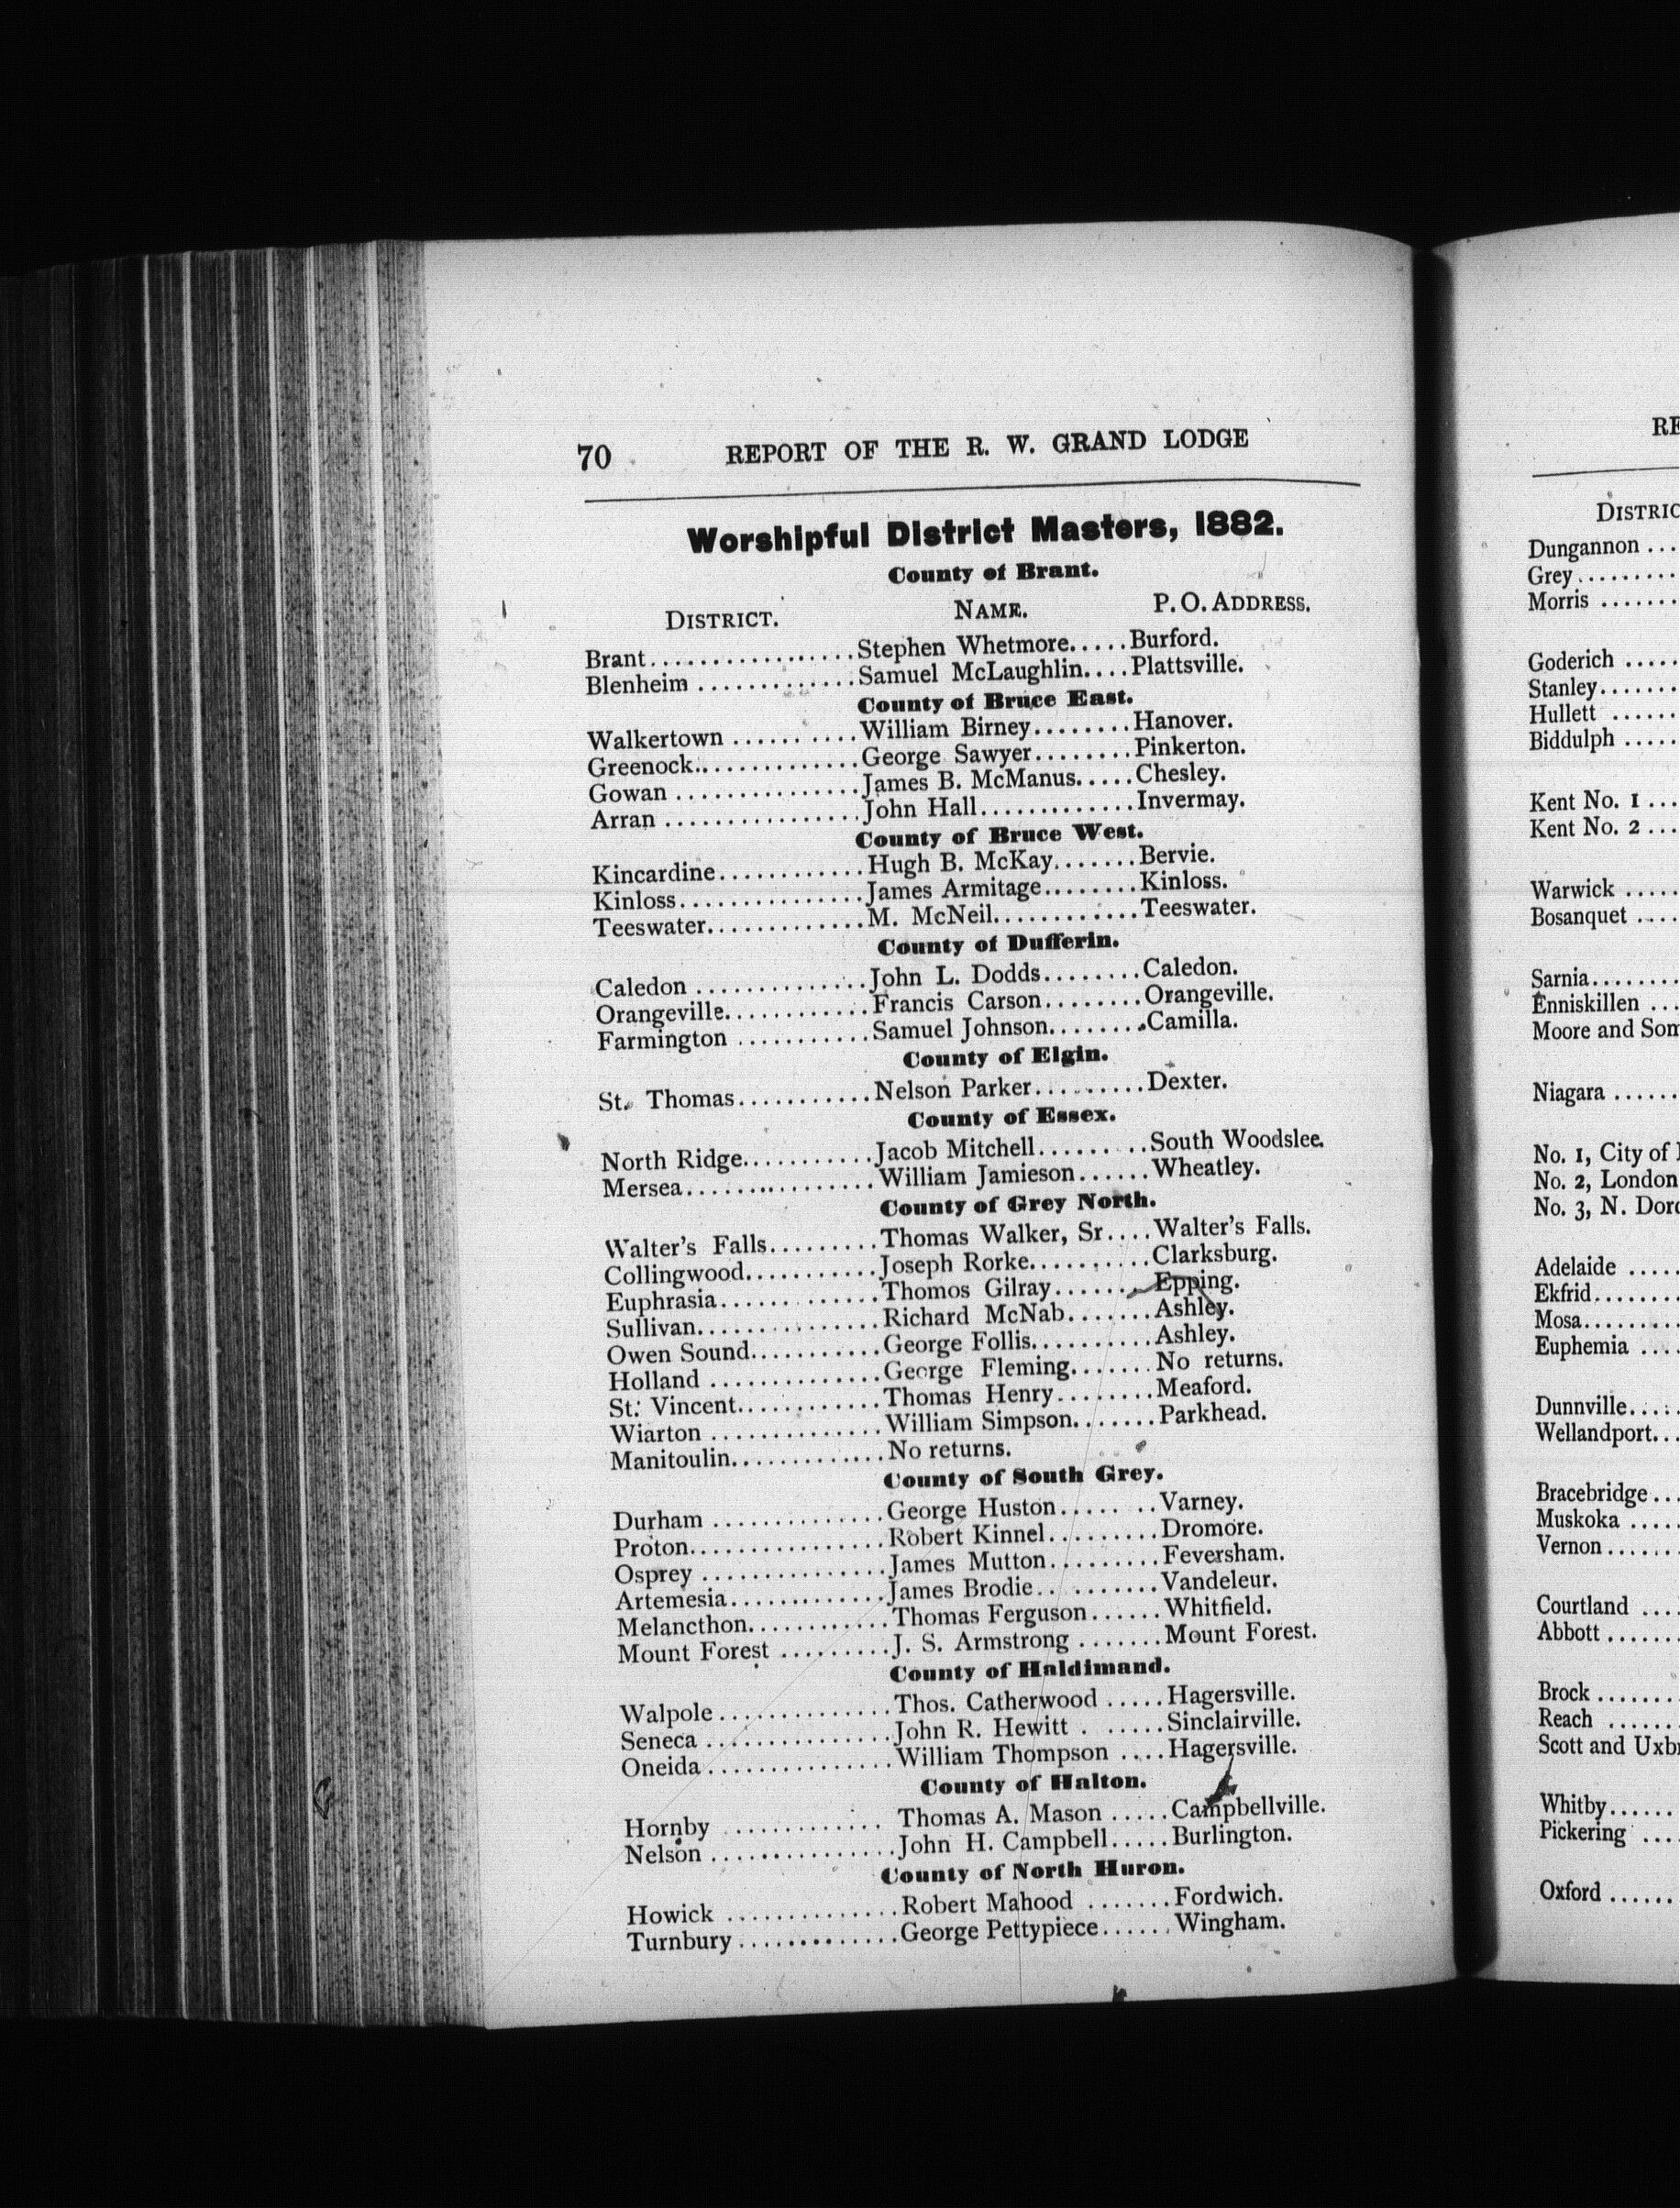 70 REPORT OF THE R. W. GRAND LODGE
Worshipful District Masters, 1882.
County of Brant.
DISTRICT. NAME. P. O. ADDRESS.
Brant................Stephen Whetmore.....Burford.
Blenheim .............Samuel McLaughlin....Plattsville.
County of Bruce East.
Walkertown ..........William Birney........Hanover.
Greenock..............George Sawyer........Pinkerton.
Gowan ...............James B. McManus.....Chesley.
Arran ................John Hall.............Invermay.
County of Bruce West.
Kincardine............Hugh B. McKay.......Bervie.
Kinloss...............James Armitage........Kinloss.
Teeswater.............M. McNeil............Teeswater.
County of Dufferin.
Caledon ..............John L. Dodds........Caledon.
Orangeville............Francis Carson........Orangeville.
Farmington ...........Samuel Johnson........Camilla.
County of Elgin.
St. Thomas...........Nelson Parker.........Dexter.
County of Essex.
North Ridge...........Jacob Mitchell.........South Woodslee.
Mersea................William Jamieson......Wheatley.
County of Grey North.
Walter's Falls.........Thomas Walker, Sr....Walter's Falls.
Collingwood...........Joseph Rorke..........Clarksburg.
Euphrasia.............Thomos Gilray.......Epping.
Sullivan...............Richard McNab.......Ashley.
Owen Sound...........George Follis..........Ashley.
Holland ..............George Fleming.......No returns.
St. Vincent............Thomas Henry........Meaford.
Wiarton ..............William Simpson.......Parkhead.
Manitoulin.............No returns.
County of South Grey.
Durham ..............George Huston........Varney.
Proton................Robert Kinnel.........Dromore.
Osprey ...............James Mutton.........Feversham.
Artemesia.............James Brodie.........Vandeleur.
Melancthon............Thomas Ferguson......Whitfield.
Mount Forest .........J. S. Armstrong .......Mount Forest.
County of Haldimand.
Walpole..............Thos. Catherwood .....Hagersville.
Seneca ...............John R. Hewitt . .....Sinclairville.
Oneida...............William Thompson ....Hagersville.
County of Halton.
Hornby ............. Thomas A. Mason .....Campbellville.
Nelson ...............John H. Campbell.....Burlington.
County of North Huron.
Howick ..............Robert Mahood .......Fordwich.
Turnbury.............George Pettypiece......Wingham.
RE
DISTRIC
Dungannon ...
Grey.........
Morris .......
Goderich .....
Stanley.......
Hullett ......
Biddulph .....
Kent No. 1 ...
Kent No. 2 ...
Warwick .....
Bosanquet ....
Sarnia........
Enniskillen ...
Moore and Som
Niagara ......
No. 1, City of
No. 2, London
No. 3, N. Dor
Adelaide .....
Ekfrid........
Mosa.........
Euphemia ....
Dunnville.....
Wellandport...
Bracebridge...
Muskoka .....
Vernon.......
Courtland ....
Abbott.......
Brock ........
Reach .......
Scott and Uxb
Whitby......
Pickering ....
Oxford ......